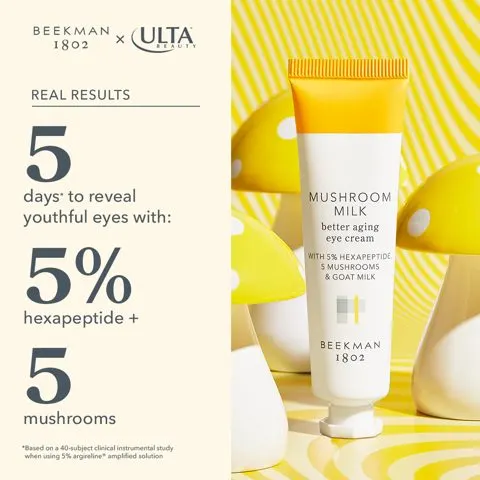 BEEKMAN
1802
x
ULTA
BEAUTY
REAL RESULTS
5
days* to reveal
youthful eyes with:
5%
hexapeptide +
5
mushrooms
*Based on a 40-subject clinical instrumental study
when using 5% argireline® amplified solution
MUSHROOM
MILK
better aging
eye cream
WITH 5% HEXAPEPTIDE,
5 MUSHROOMS
& GOAT MILK
BEEKMAN
1802